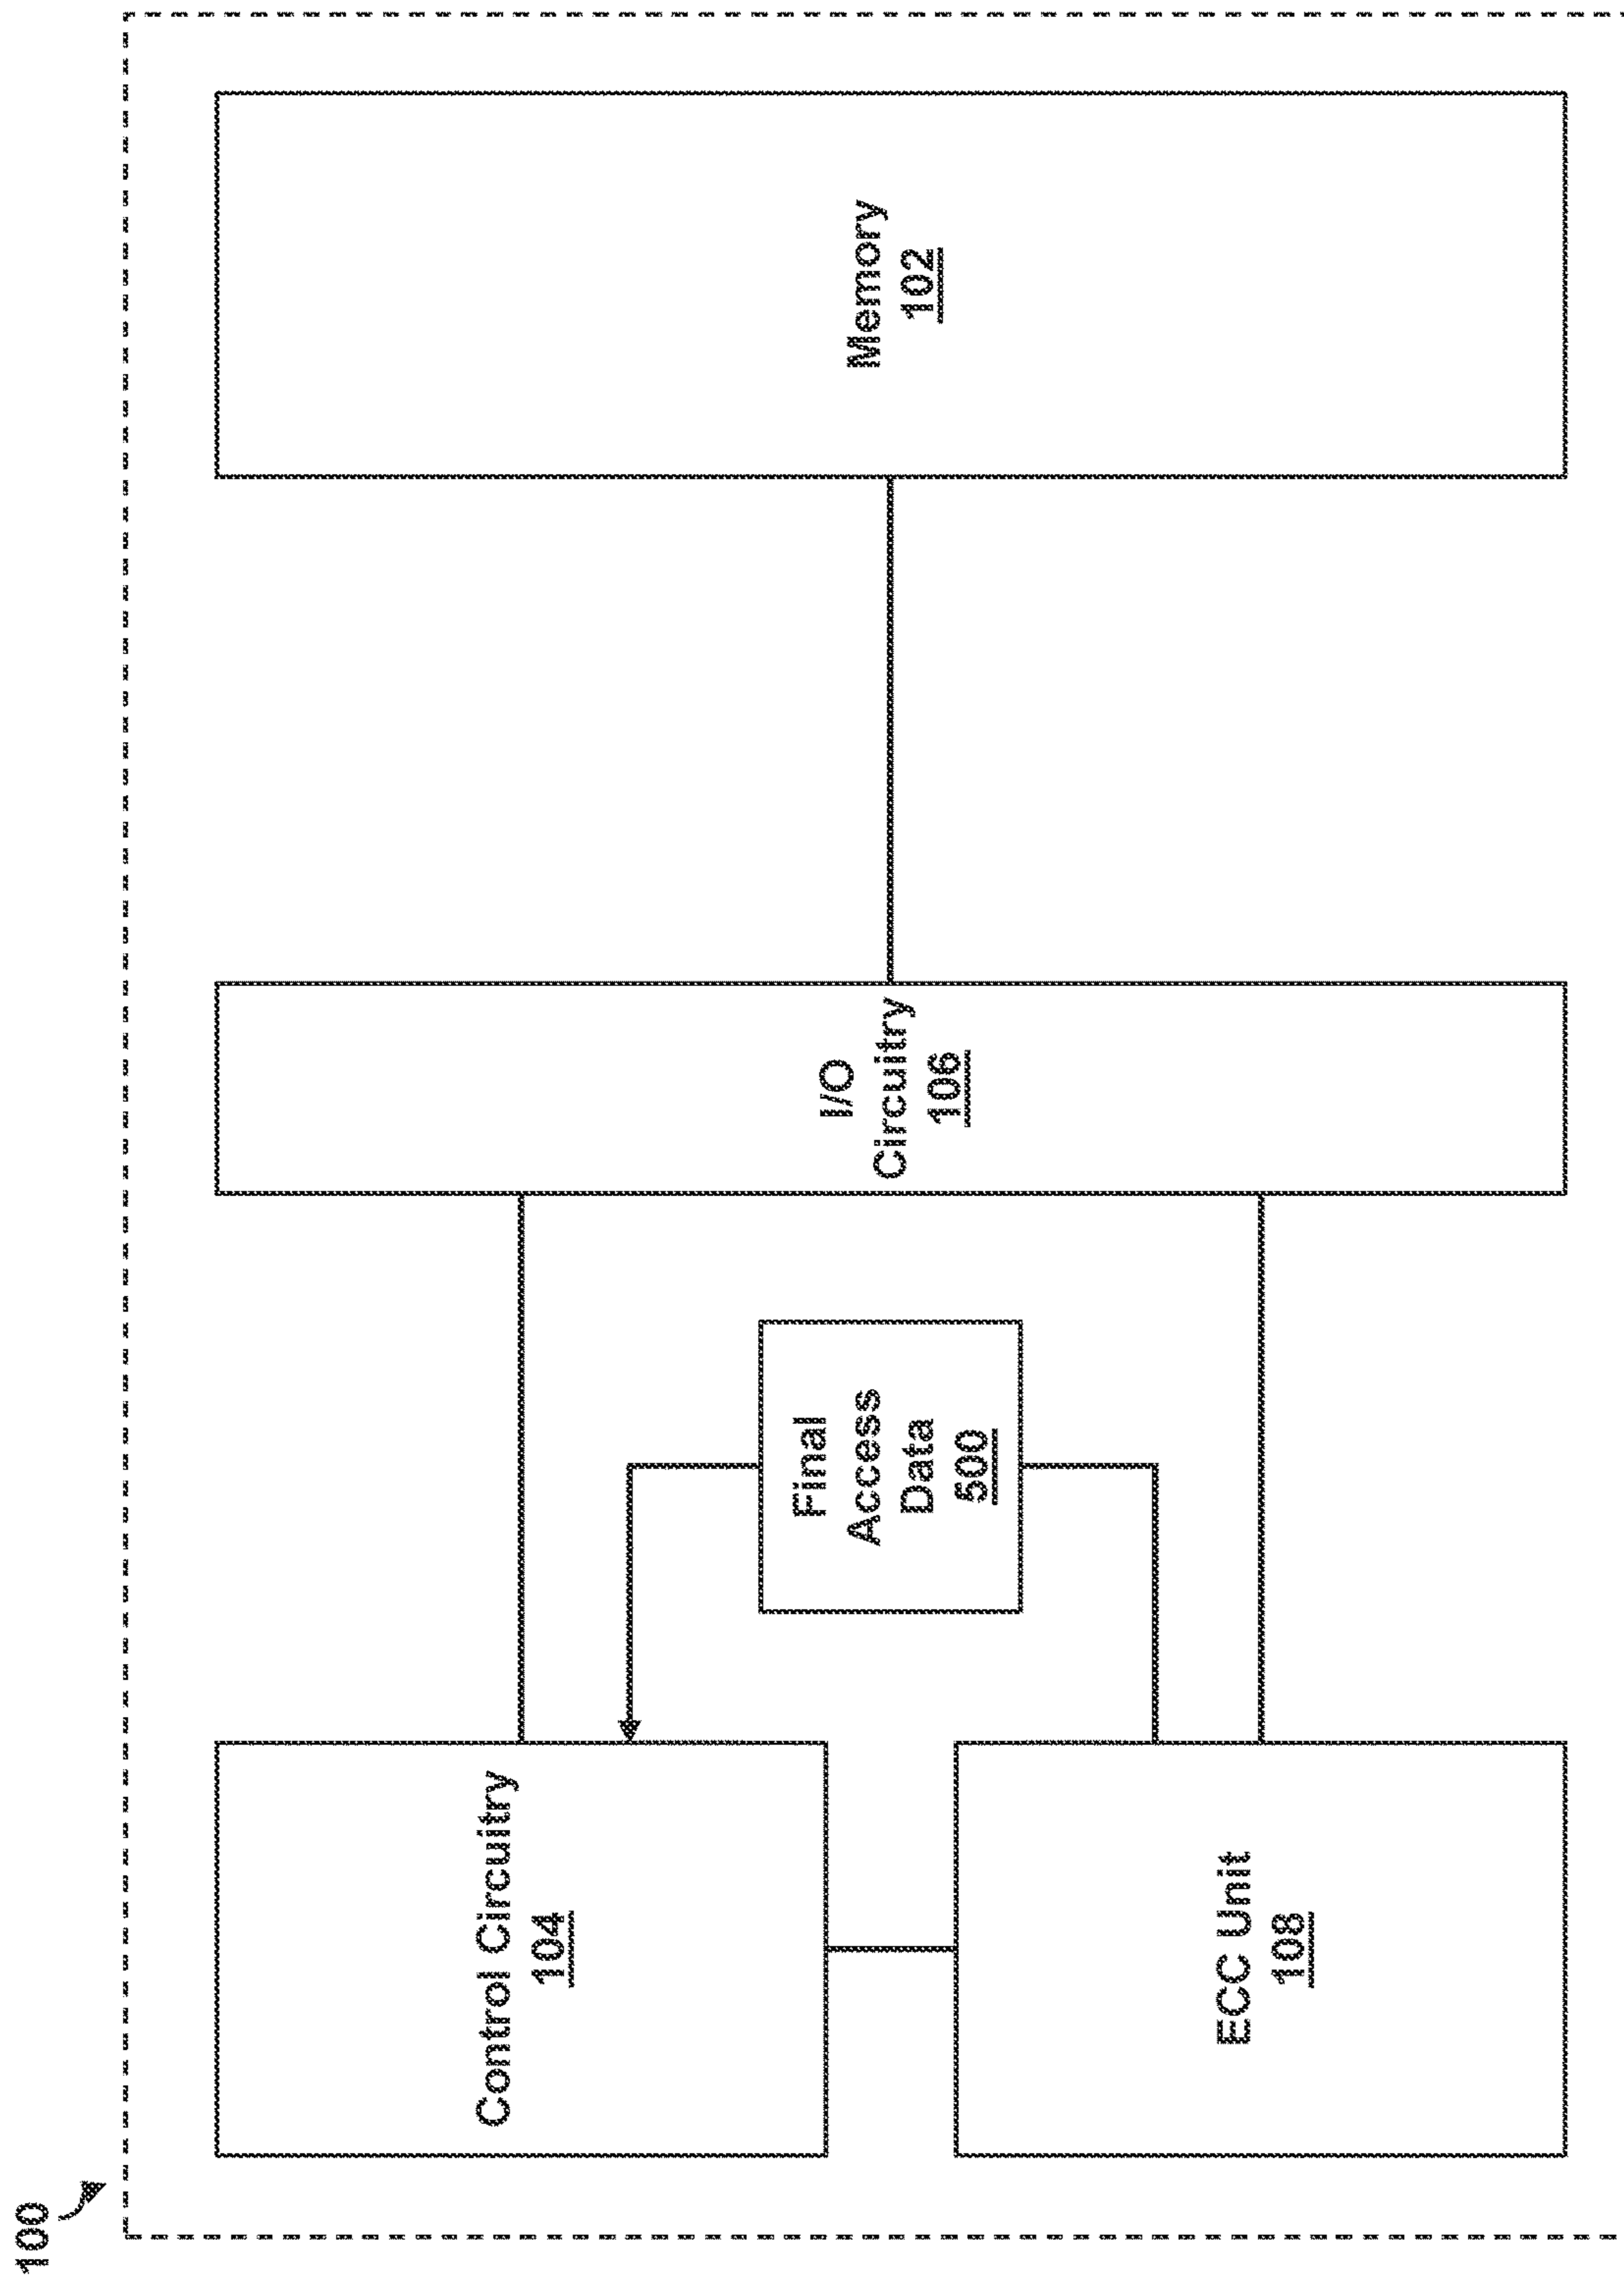 100
Control Circuitry
104
ECC Unit
108
Final
Access
Data
500
I/O
Circuitry
106
Memory
102